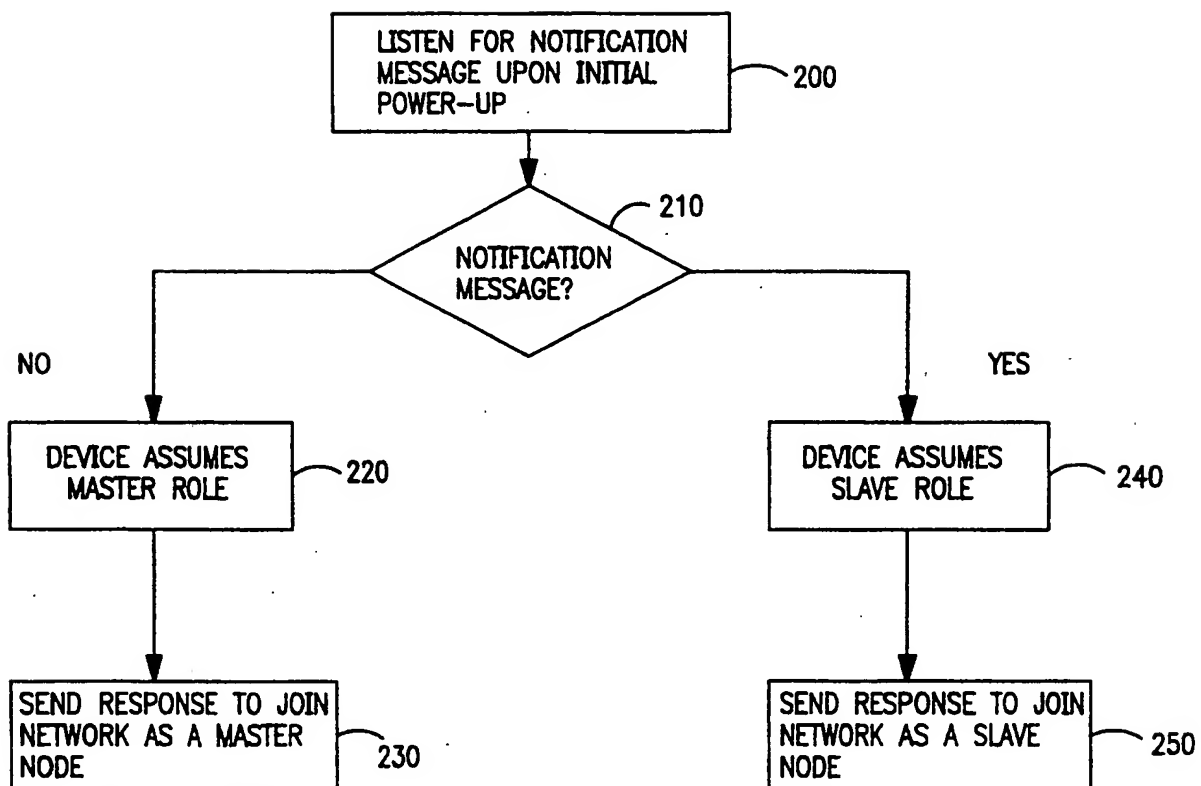 LISTEN FOR NOTIFICATION
MESSAGE UPON INITIAL
POWER-UP
200
210
NOTIFICATION
MESSAGE?
NO
YES
DEVICE ASSUMES
MASTER ROLE
220
DEVICE ASSUMES
SLAVE ROLE
240
SEND RESPONSE TO JOIN
NETWORK AS A MASTER
NODE
230
SEND RESPONSE TO JOIN
NETWORK AS A SLAVE
NODE
250